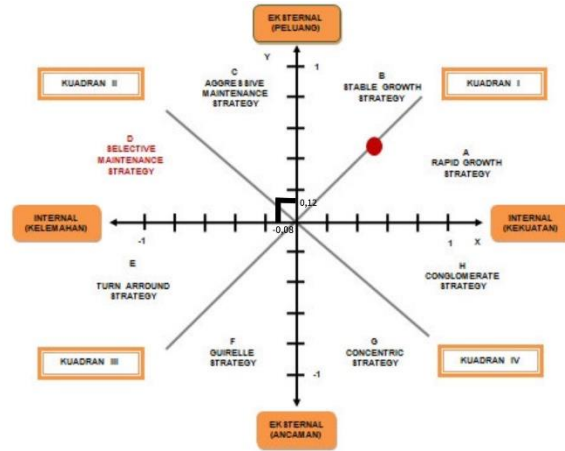 EKSTERNAL
(PELUANG)
Y
1
KUADRAN II
C
AGGRESSIVE
MAINTENANCE
STRATEGY
B
STABLE GROWTH
STRATEGY
KUADRAN I
D
SELECTIVE
MAINTENANCE
STRATEGY
A
RAPID GROWTH
STRATEGY
0,12
INTERNAL
(KELEMAHAN)
-1
-0,08
1
X
INTERNAL
(KEKUATAN)
E
TURN ARROUND
STRATEGY
H
CONGLOMERATE
STRATEGY
F
GUIRELLE
STRATEGY
G
CONCENTRIC
STRATEGY
KUADRAN III
KUADRAN IV
-1
EKSTERNAL
(ANCAMAN)